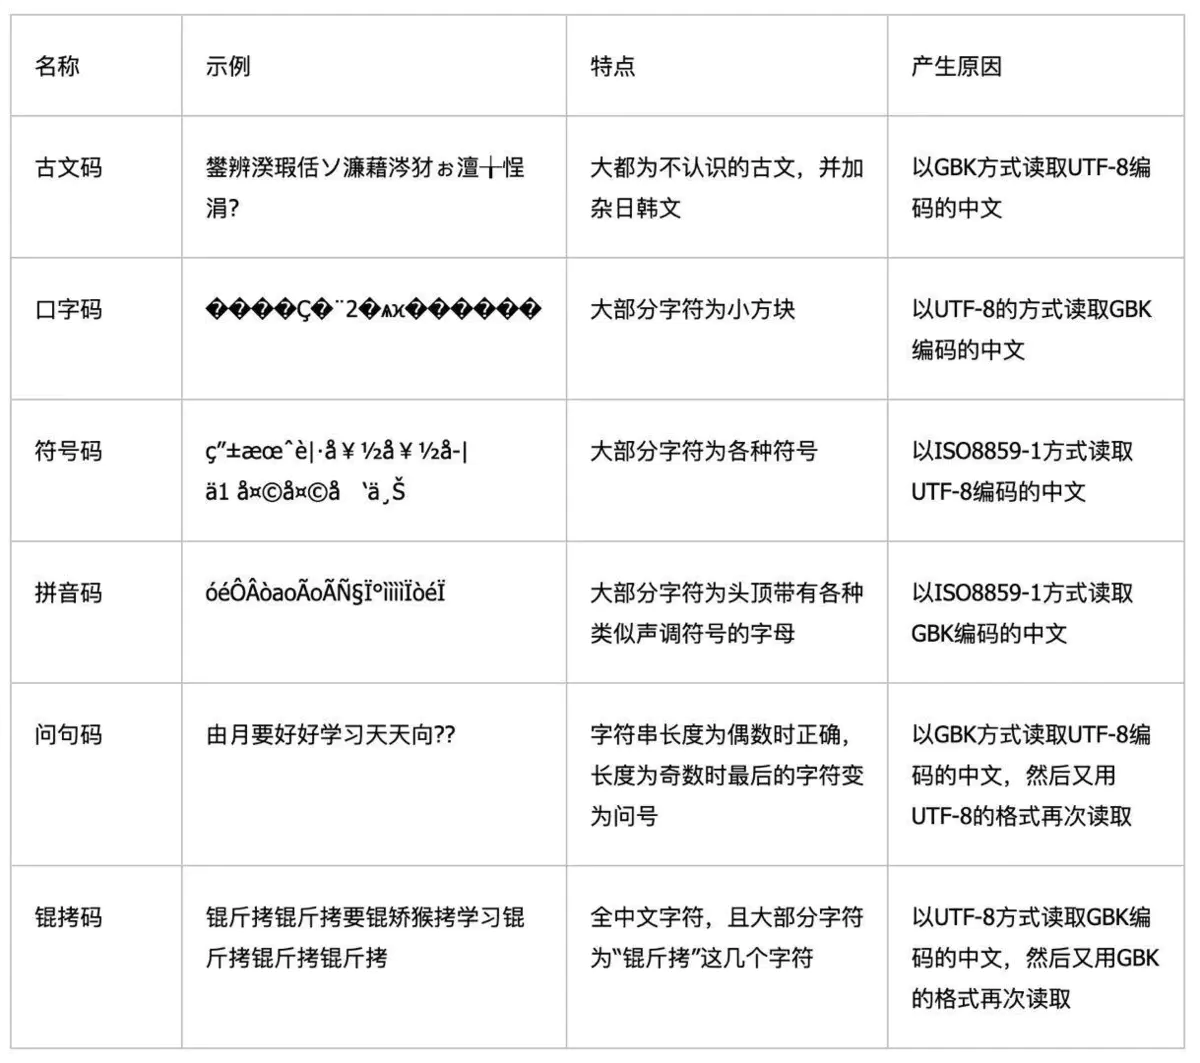 名称
示例
特点
产生原因
古文码
鐢辨湀瑕佸ソ濂藉涔犲ぉ澶╂悜
涓?
大都为不认识的古文，并加
杂日韩文
以GBK方式读取UTF-8编
码的中文
口字码
����Ç�¨2�ѧϰ������
大部分字符为小方块
以UTF-8的方式读取GBK
编码的中文
符号码
ç”±æœˆè|·å￥½å￥½å-|
ä1 å¤©å¤©å ‘ä¸Š
大部分字符为各种符号
以ISO8859-1方式读取
UTF-8编码的中文
拼音码
óéÔÂòaoÃoÃÑ§Ï°ììììÏòéÏ
大部分字符为头顶带有各种
类似声调符号的字母
以ISO8859-1方式读取
GBK编码的中文
问句码
由月要好好学习天天向??
字符串长度为偶数时正确，
长度为奇数时最后的字符变
为问号
以GBK方式读取UTF-8编
码的中文，然后又用
UTF-8的格式再次读取
锟拷码
锟斤拷锟斤拷要锟矫猴拷学习锟
斤拷锟斤拷锟斤拷
全中文字符，且大部分字符
为“锟斤拷”这几个字符
以UTF-8方式读取GBK编
码的中文，然后又用GBK
的格式再次读取